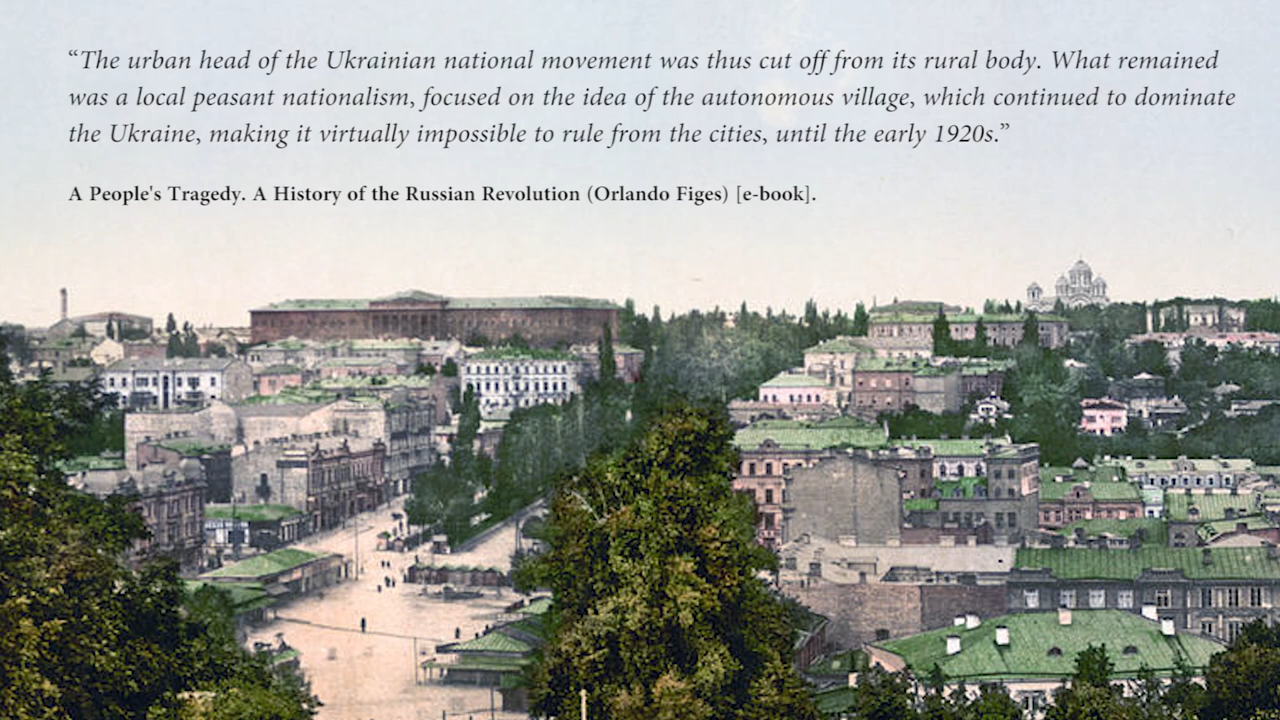 “The urban head of the Ukrainian national movement was thus cut off from its rural body. What remained
was a local peasant nationalism, focused on the idea of the autonomous village, which continued to dominate
the Ukraine, making it virtually impossible to rule from the cities, until the early 1920s.”
A People's Tragedy. A History of the Russian Revolution (Orlando Figes) [e-book].